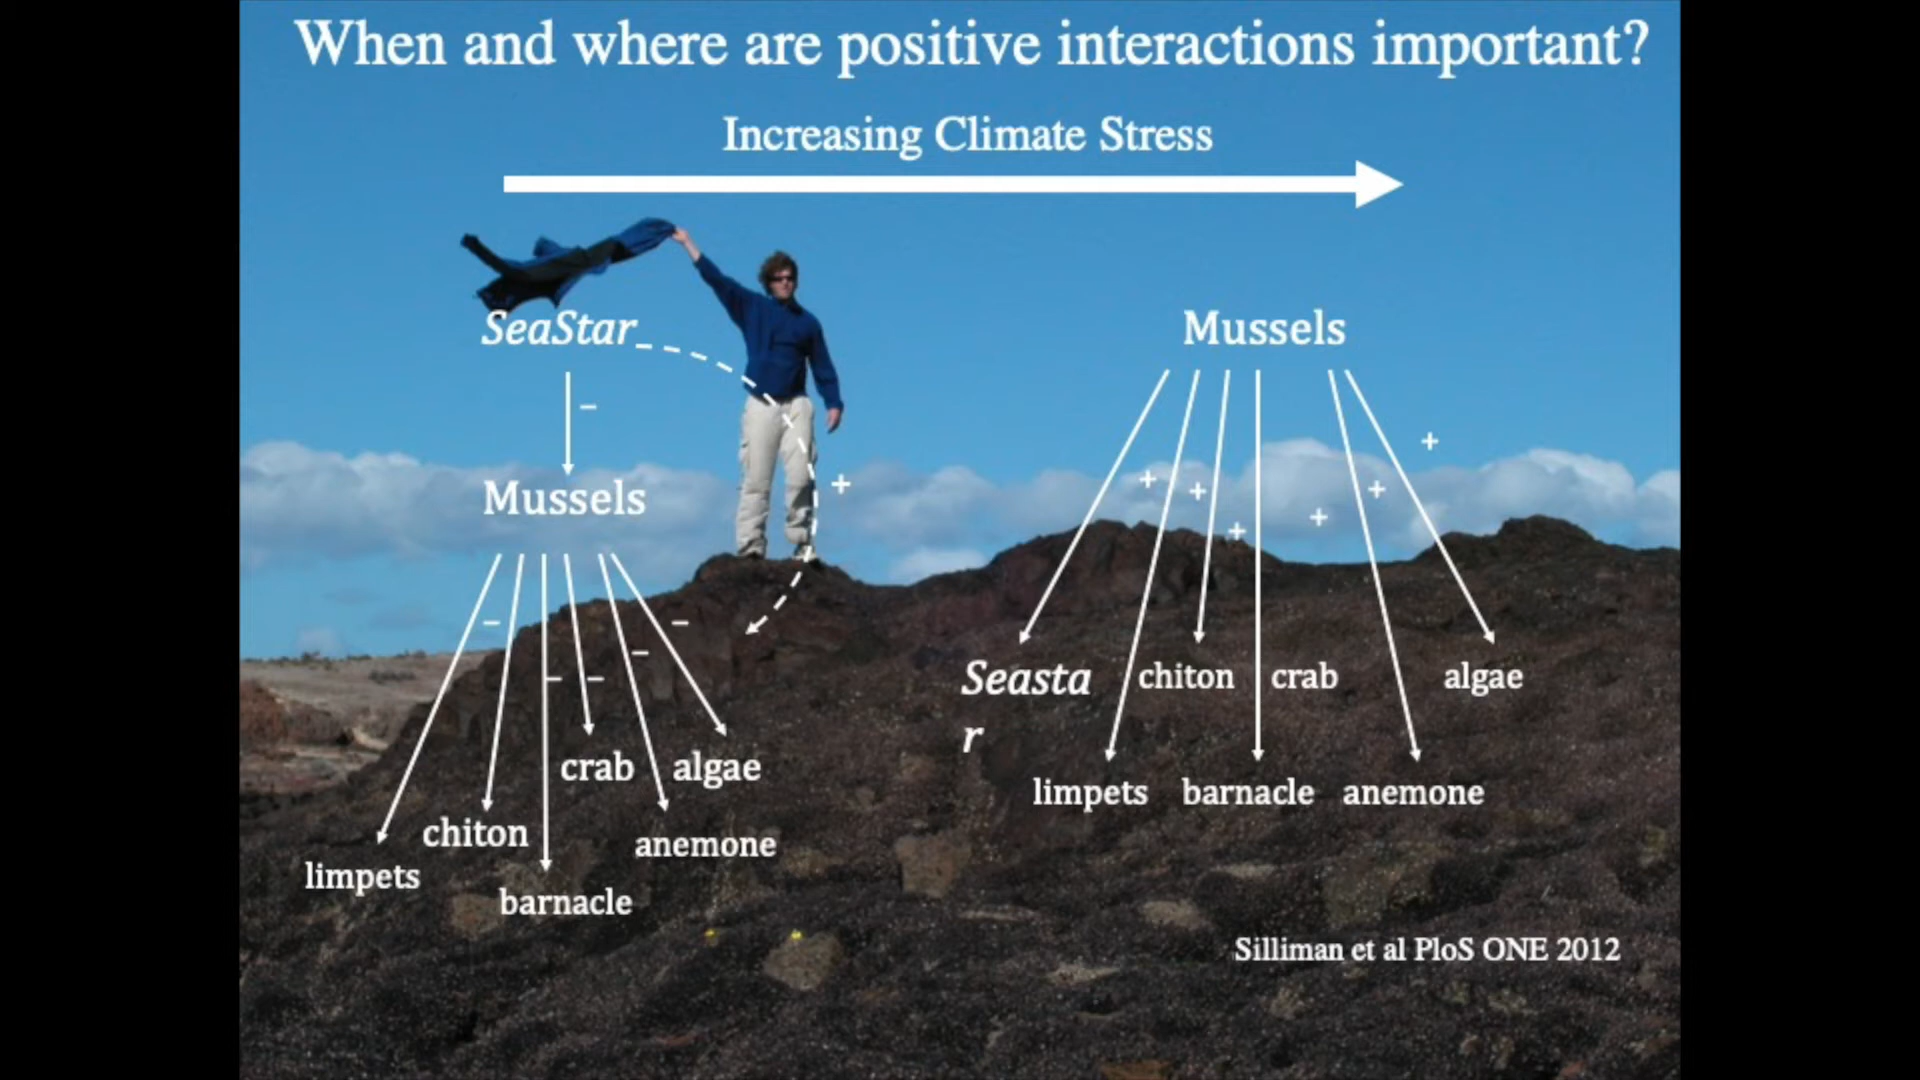 When and where are positive interactions important?
Increasing Climate Stress
SeaStar
Mussels
–
+
Mussels
+
+
+
+
+
+
–
–
–
–
–
Seasta
r
chiton
crab
algae
crab
algae
limpets
barnacle
anemone
chiton
anemone
limpets
barnacle
Silliman et al PloS ONE 2012